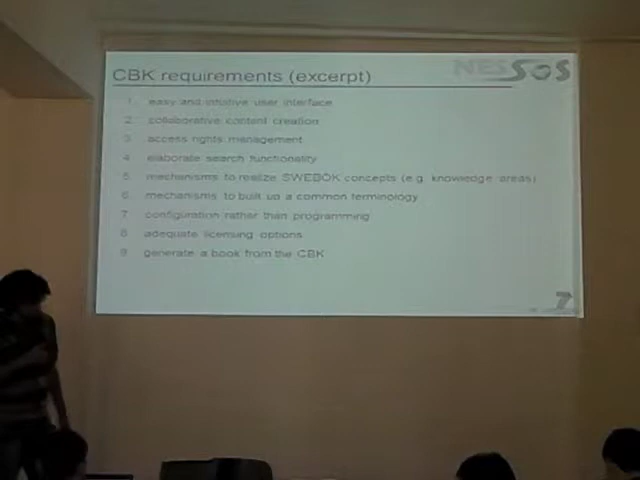 NESSOS
CBK requirements (excerpt)
1. easy and intuitive user interface
2. collaborative content creation
3. access rights management
4. elaborate search functionality
5. mechanisms to realize SWEBOK concepts (e.g. knowledge areas)
6. mechanisms to built up a common terminology
7. configuration rather than programming
8. adequate licensing options
9. generate a book from the CBK
7